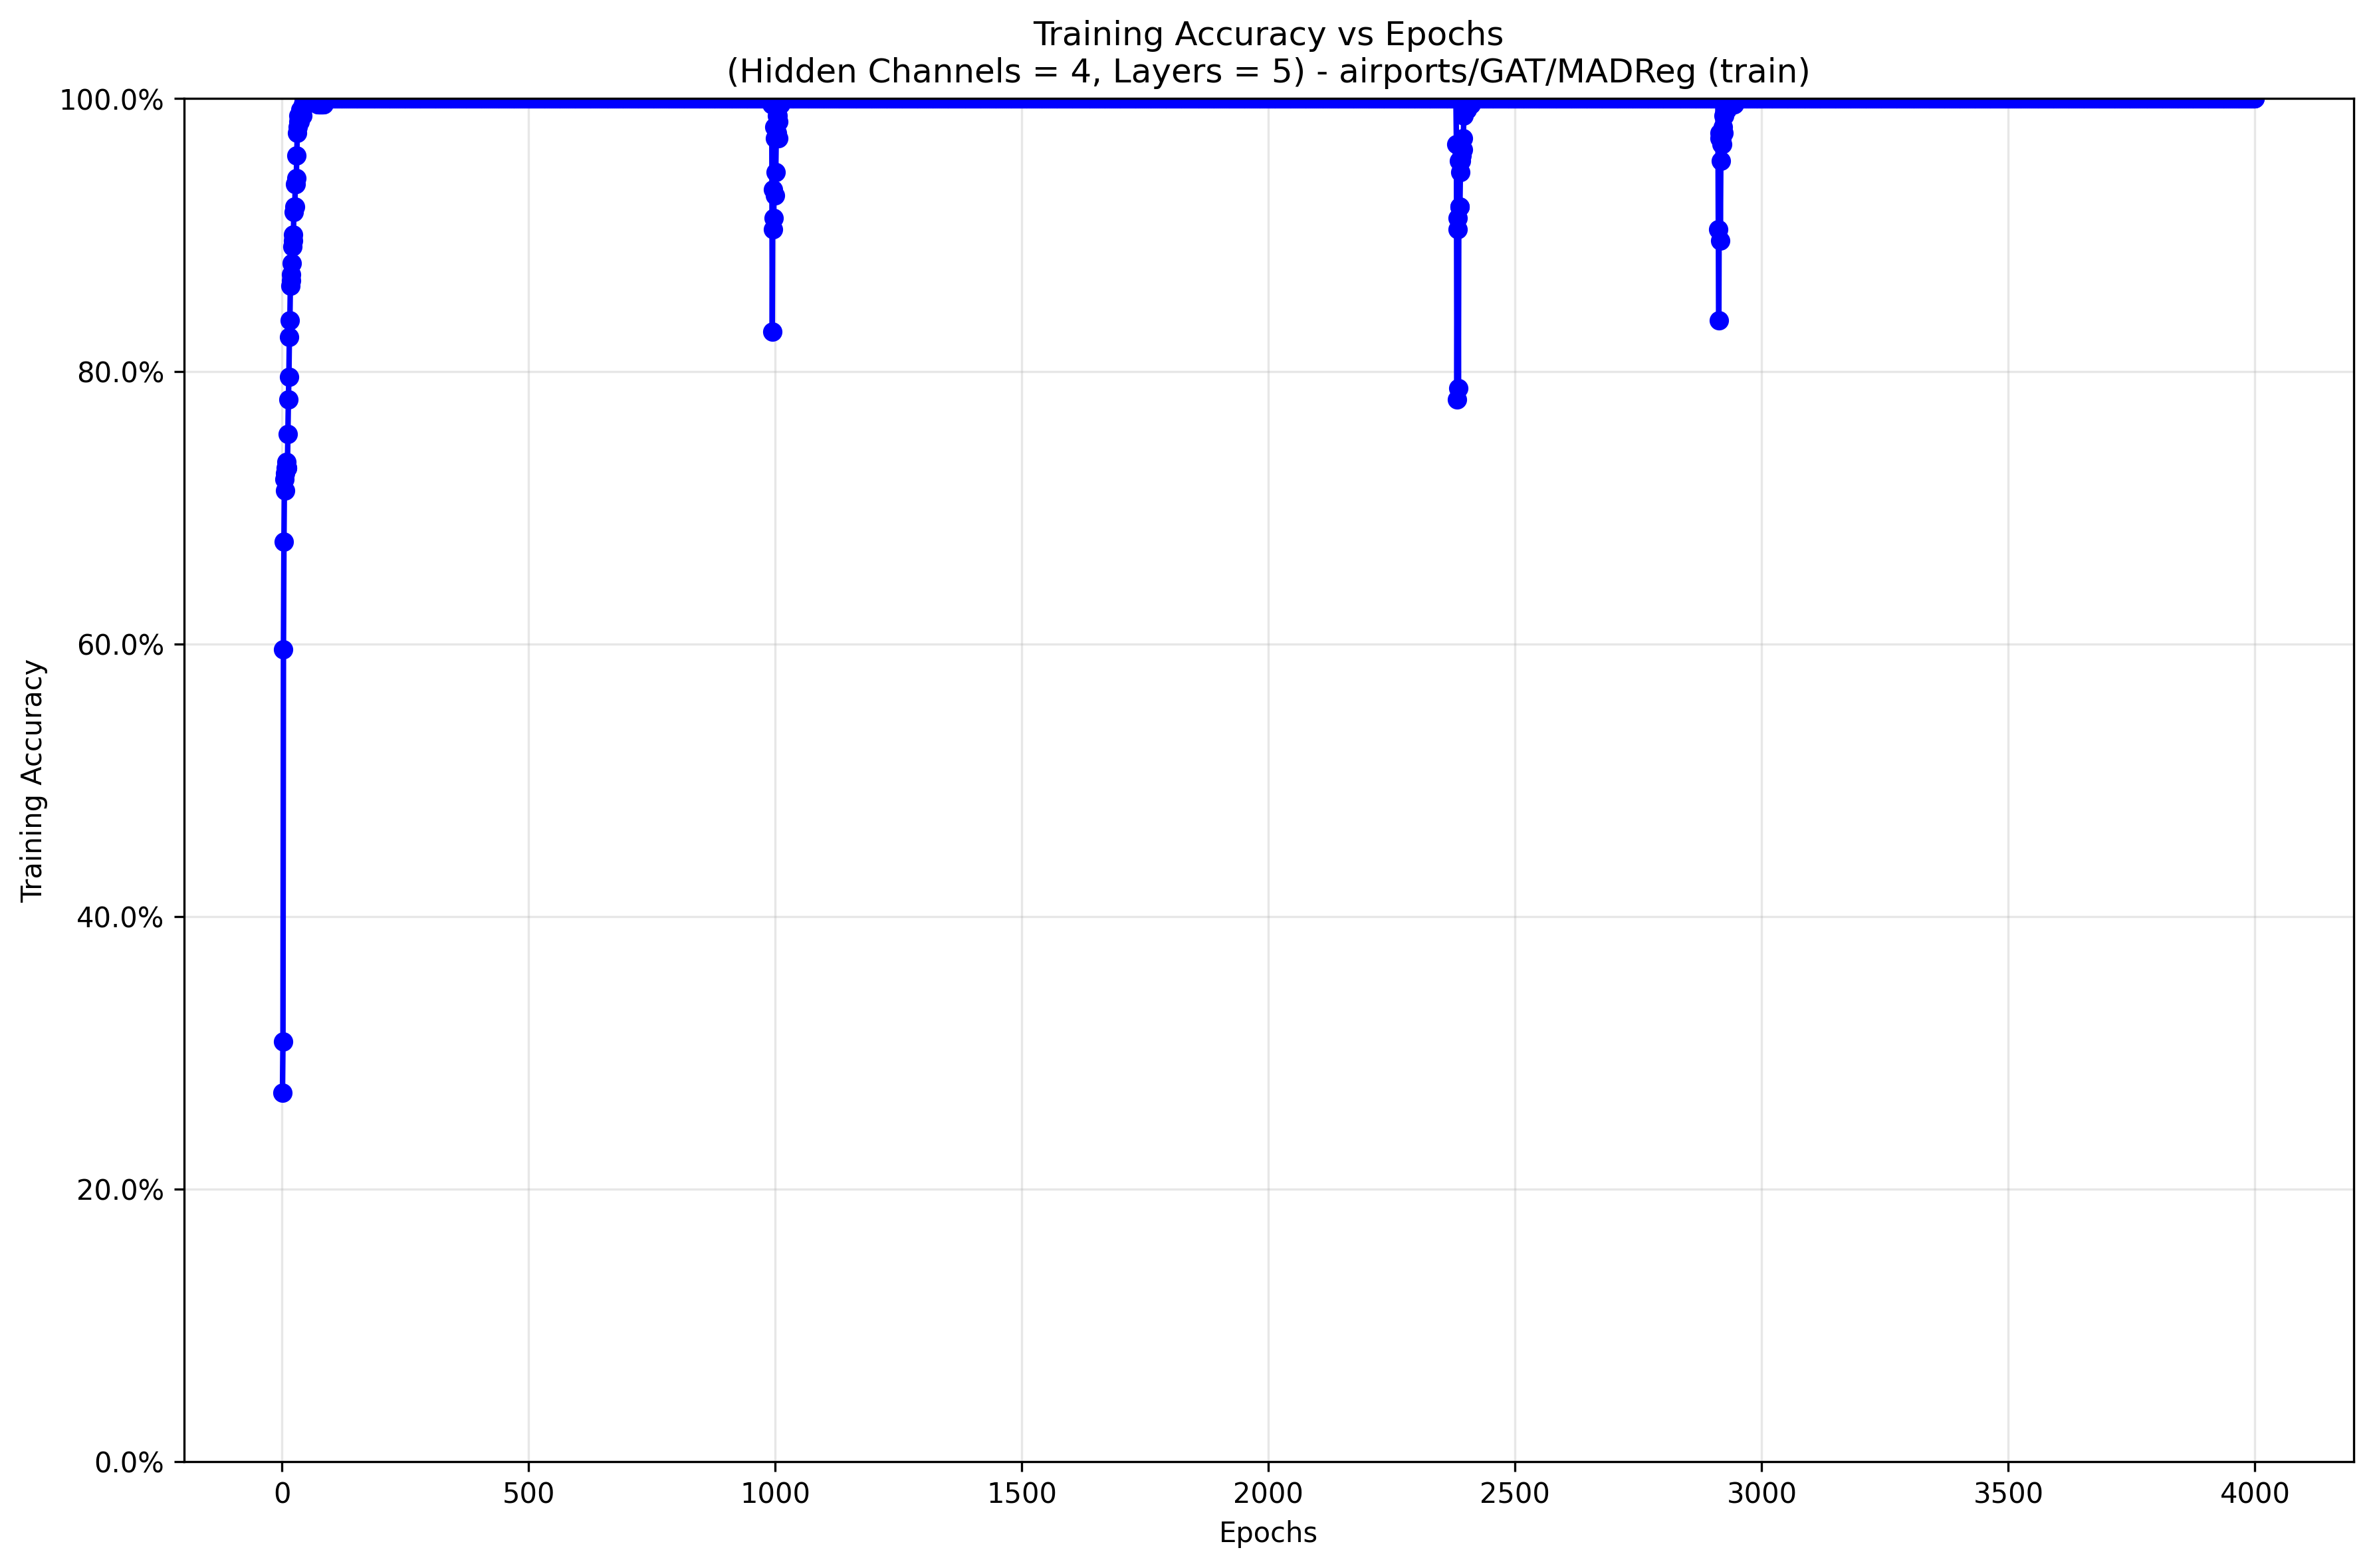 Training Accuracy vs Epochs
(Hidden Channels = 4, Layers = 5) - airports/GAT/MADReg (train)
100.0%
80.0%
60.0%
40.0%
20.0%
0.0%
Training Accuracy
0 500 1000 1500 2000 2500 3000 3500 4000
Epochs